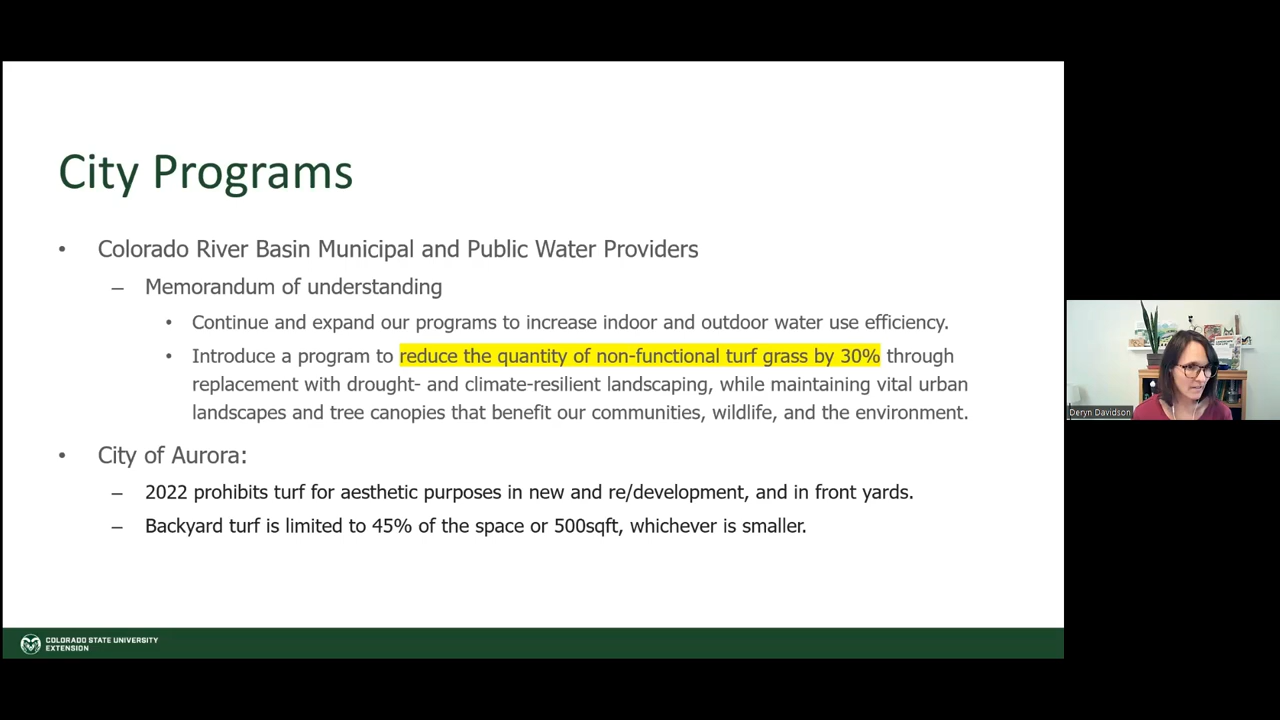 City Programs
• Colorado River Basin Municipal and Public Water Providers
– Memorandum of understanding
• Continue and expand our programs to increase indoor and outdoor water use efficiency.
• Introduce a program to reduce the quantity of non-functional turf grass by 30% through
replacement with drought- and climate-resilient landscaping, while maintaining vital urban
landscapes and tree canopies that benefit our communities, wildlife, and the environment.
• City of Aurora:
– 2022 prohibits turf for aesthetic purposes in new and re/development, and in front yards.
– Backyard turf is limited to 45% of the space or 500sqft, whichever is smaller.
Deryn Davidson
COLORADO STATE UNIVERSITY
EXTENSION